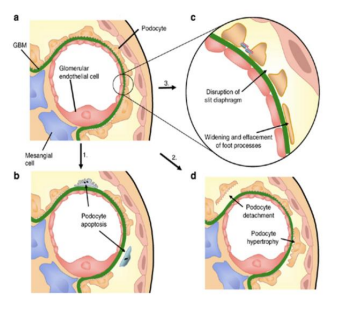 a
Podocyte
GBM
Glomerular
endothelial cell
Mesangial
cell
1.
2.
3.
c
Disruption of
slit diaphragm
Widening and effacement
of foot processes
b
Podocyte
apoptosis
d
Podocyte
detachment
Podocyte
hypertrophy